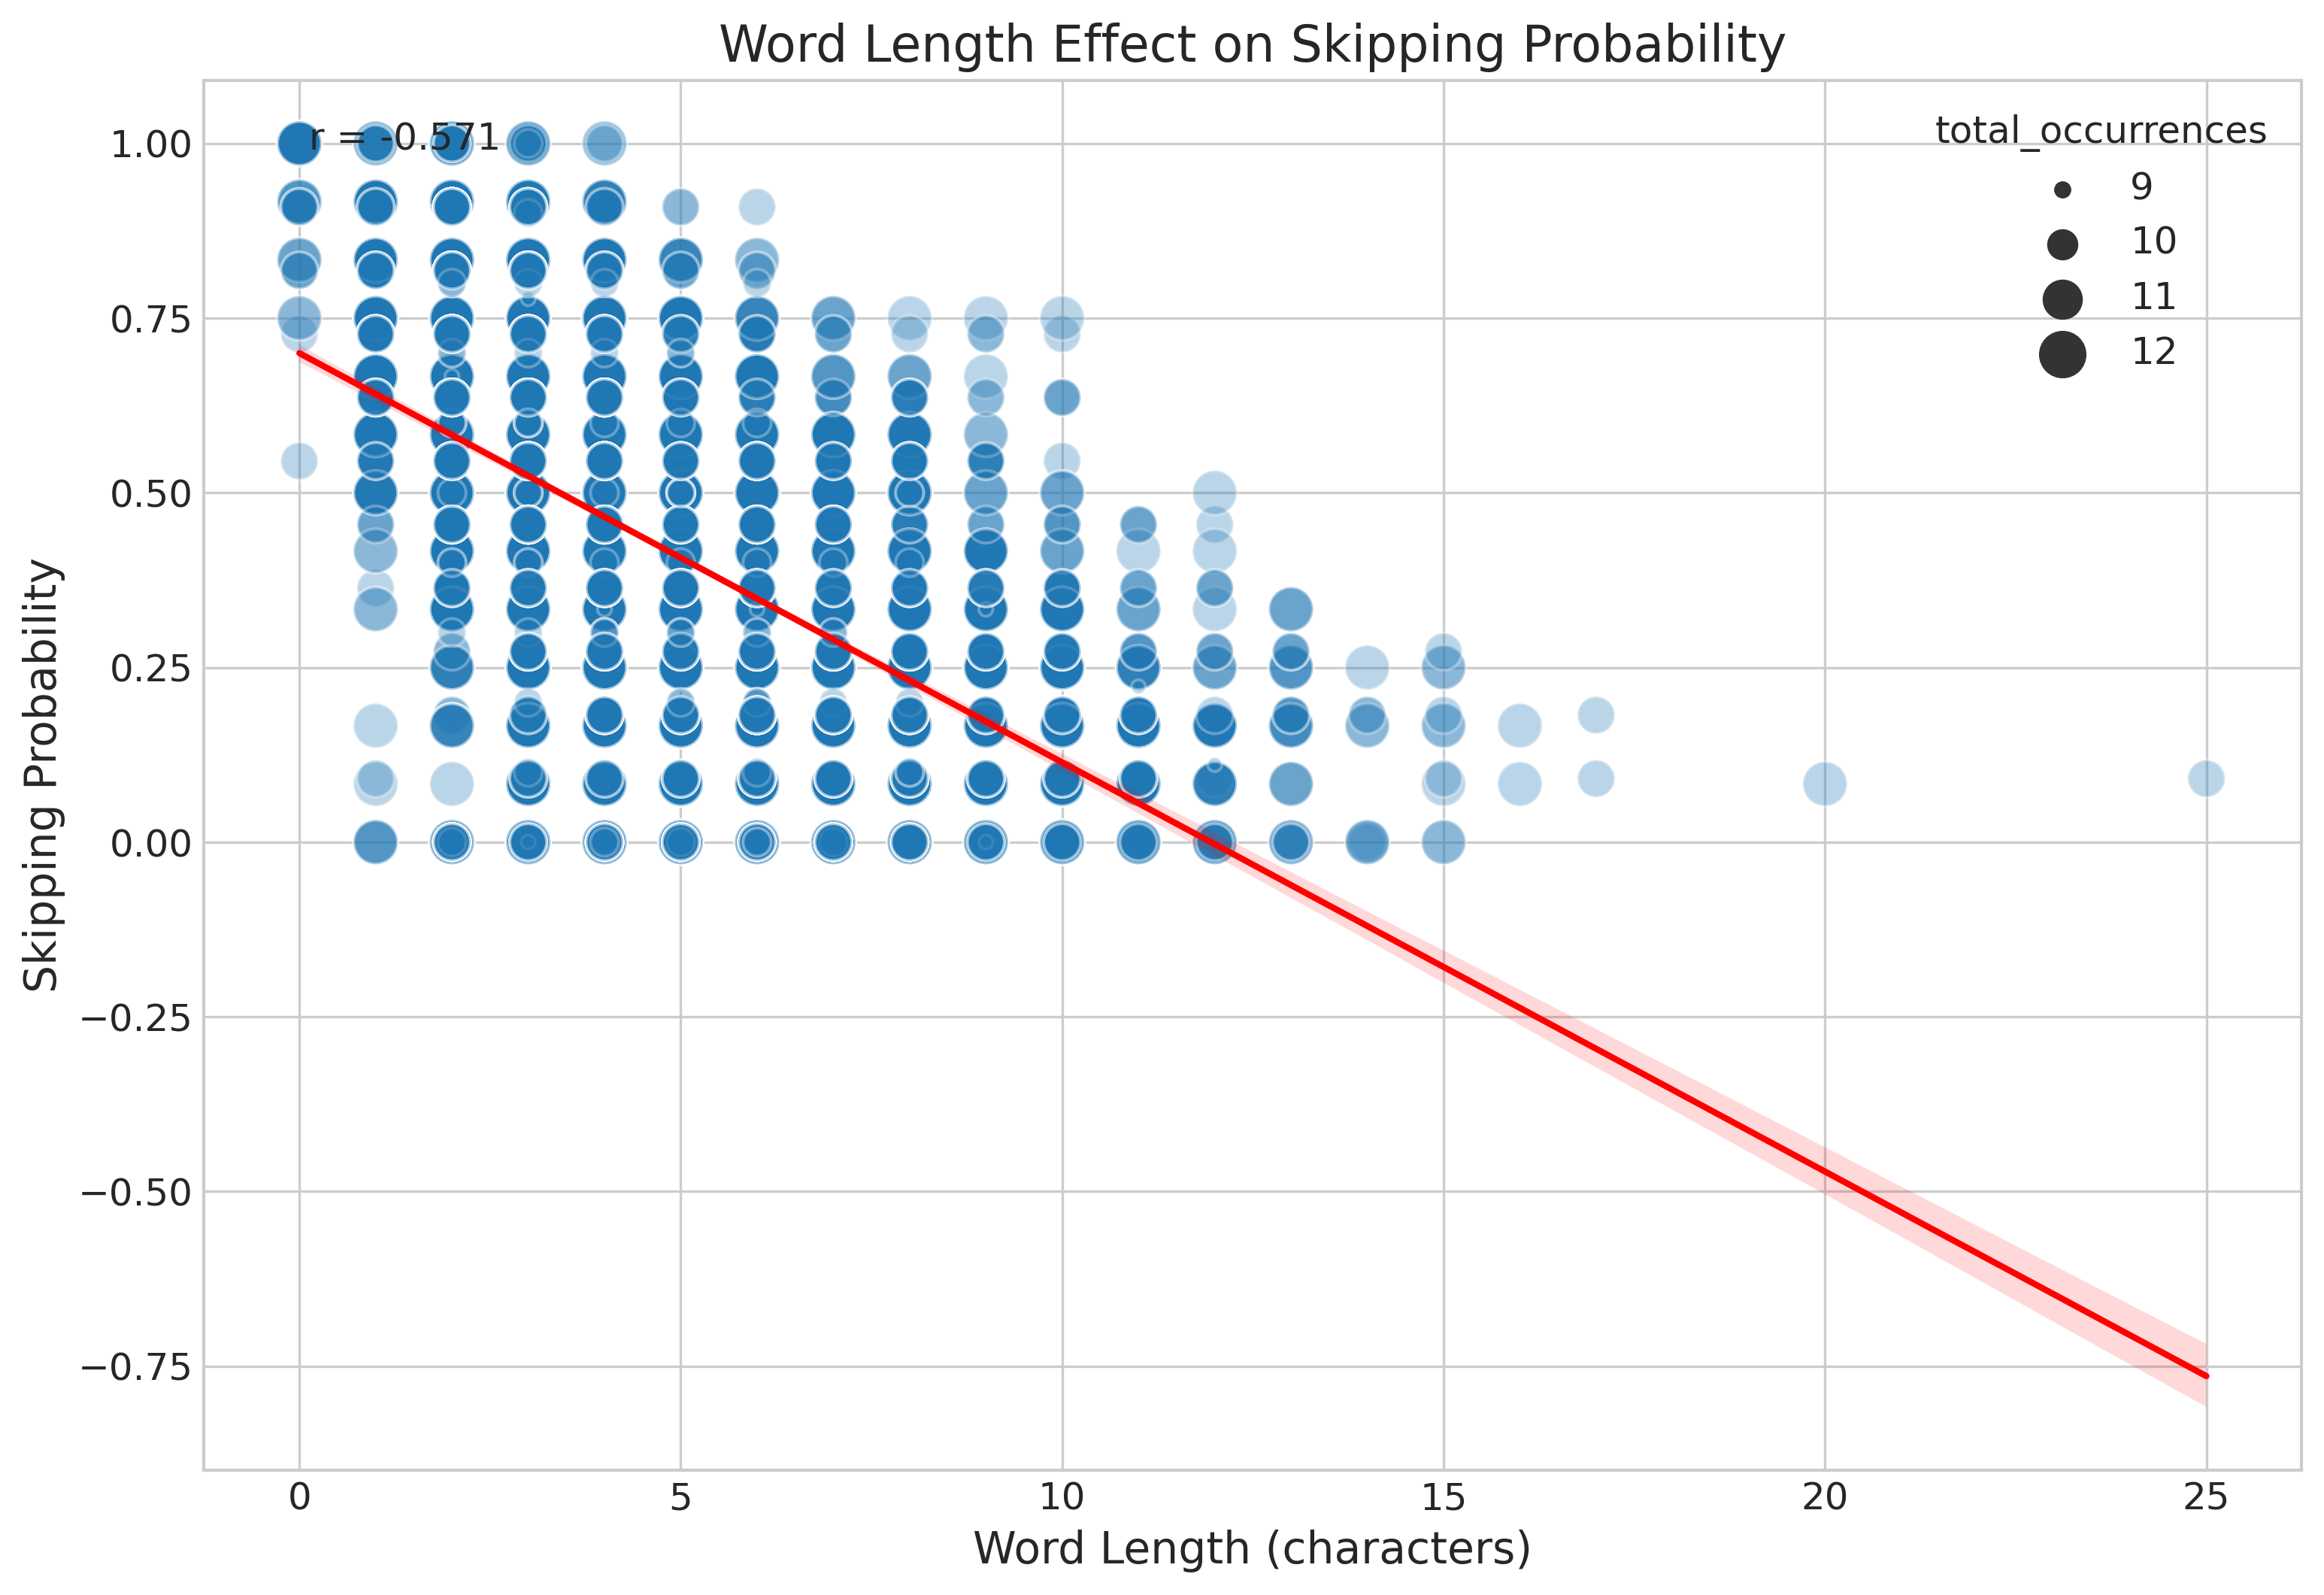 Word Length Effect on Skipping Probability
r = -0.571
total_occurrences
9
10
11
12
Skipping Probability
1.00
0.75
0.50
0.25
0.00
−0.25
−0.50
−0.75
0 5 10 15 20 25
Word Length (characters)